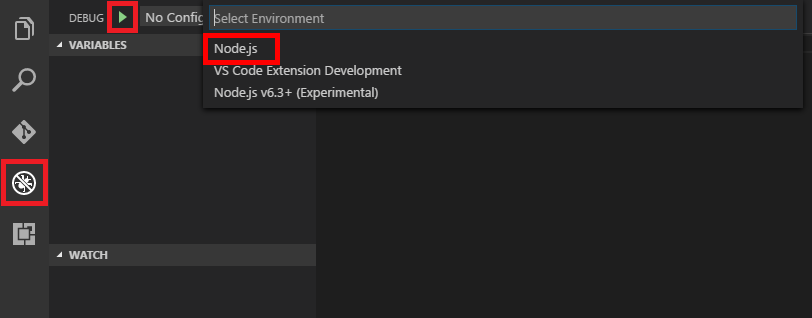 DEBUG No Config
Select Environment
Node.js
VS Code Extension Development
Node.js v6.3+ (Experimental)
VARIABLES
WATCH